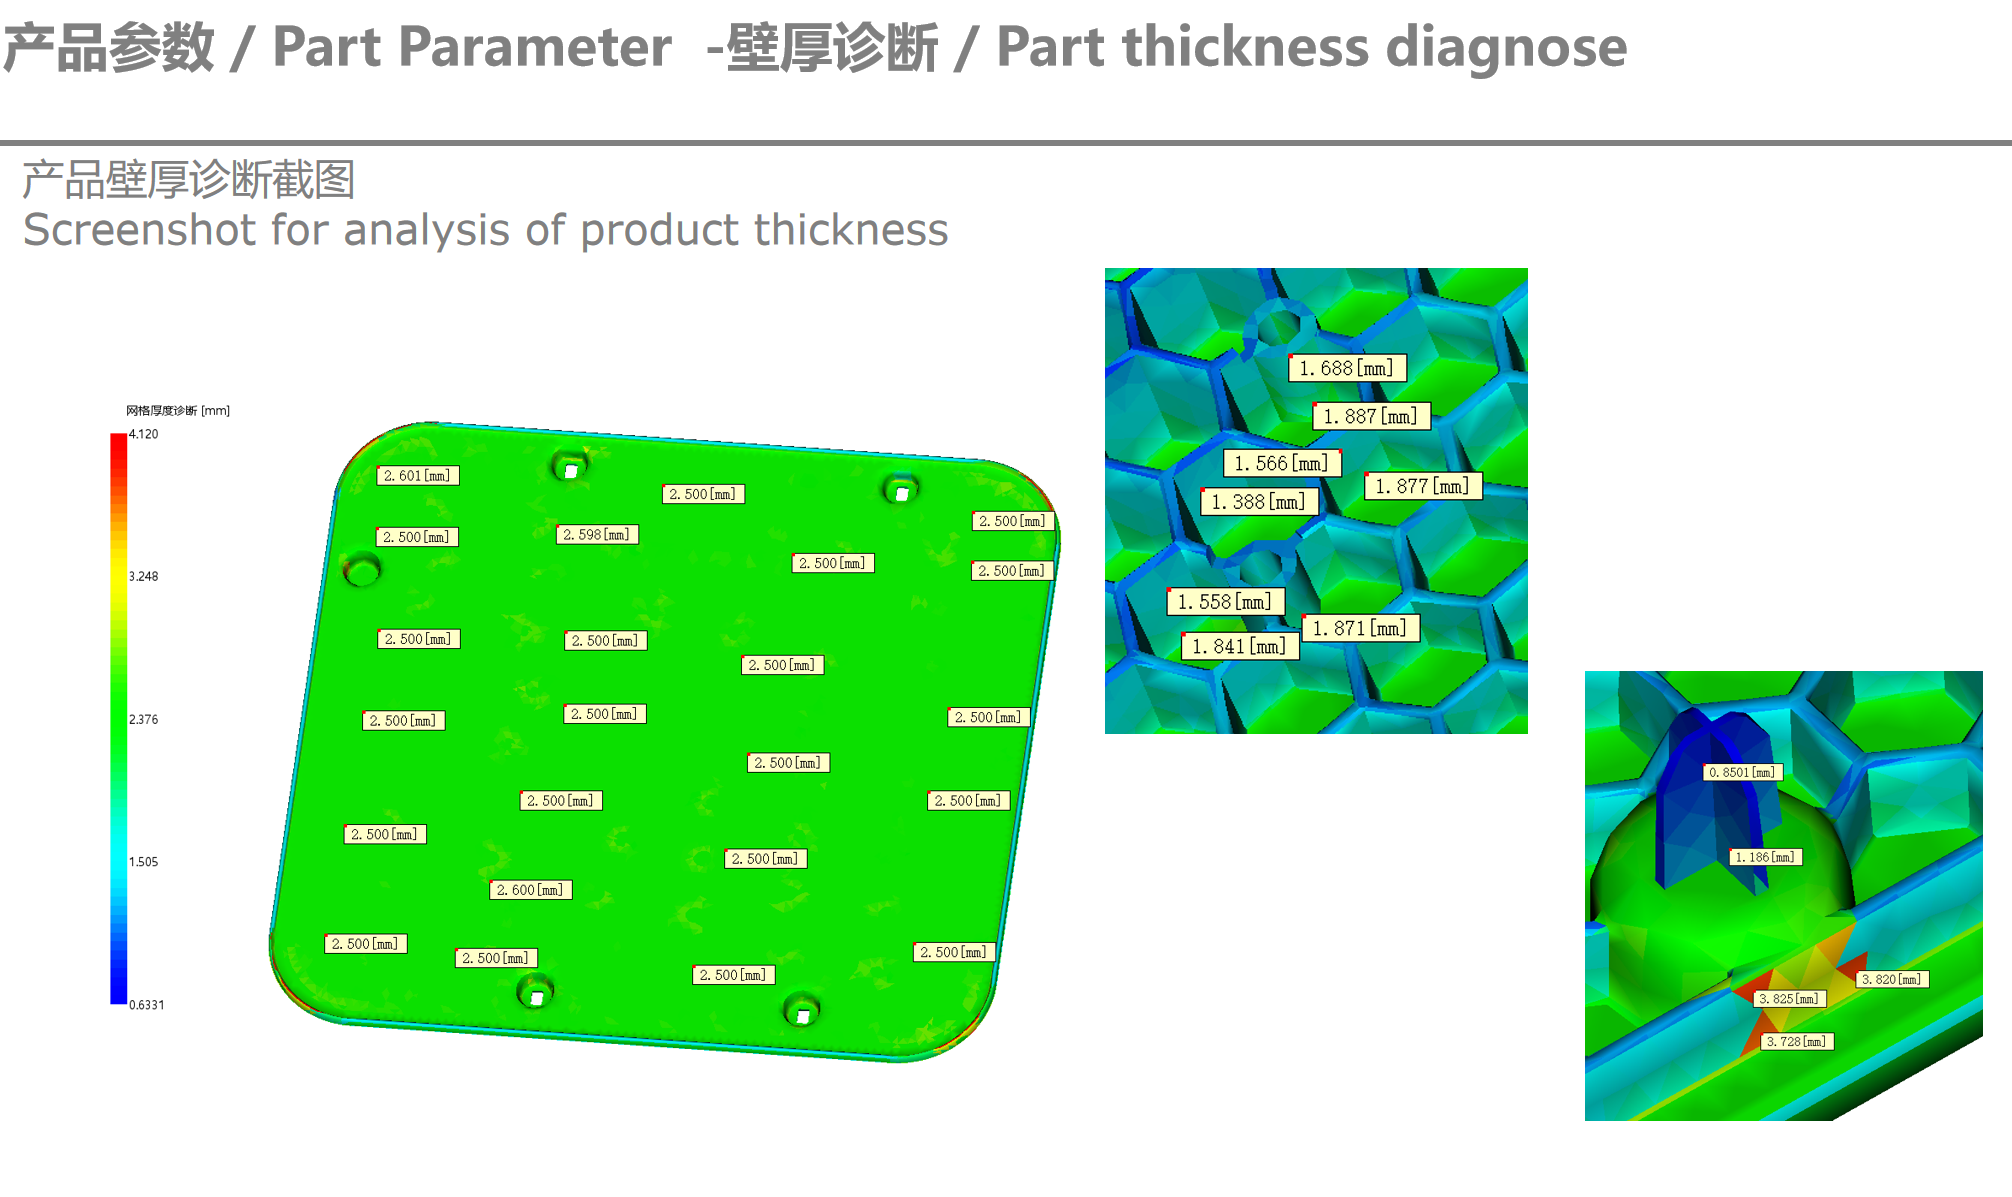 产品参数 / Part Parameter -壁厚诊断 / Part thickness diagnose
产品壁厚诊断截图
Screenshot for analysis of product thickness
网格厚度诊断 [mm]
4.120
3.248
2.376
1.505
0.6331
2.601[mm]
2.500[mm]
2.500[mm]
2.500[mm]
2.598[mm]
2.500[mm]
2.500[mm]
2.500[mm]
2.500[mm]
2.500[mm]
2.500[mm]
2.500[mm]
2.500[mm]
2.500[mm]
2.500[mm]
2.500[mm]
2.500[mm]
2.500[mm]
2.500[mm]
2.600[mm]
2.500[mm]
2.500[mm]
2.500[mm]
2.500[mm]
1.688[mm]
1.887[mm]
1.566[mm]
1.877[mm]
1.388[mm]
1.558[mm]
1.871[mm]
1.841[mm]
0.8501[mm]
1.186[mm]
3.820[mm]
3.825[mm]
3.728[mm]